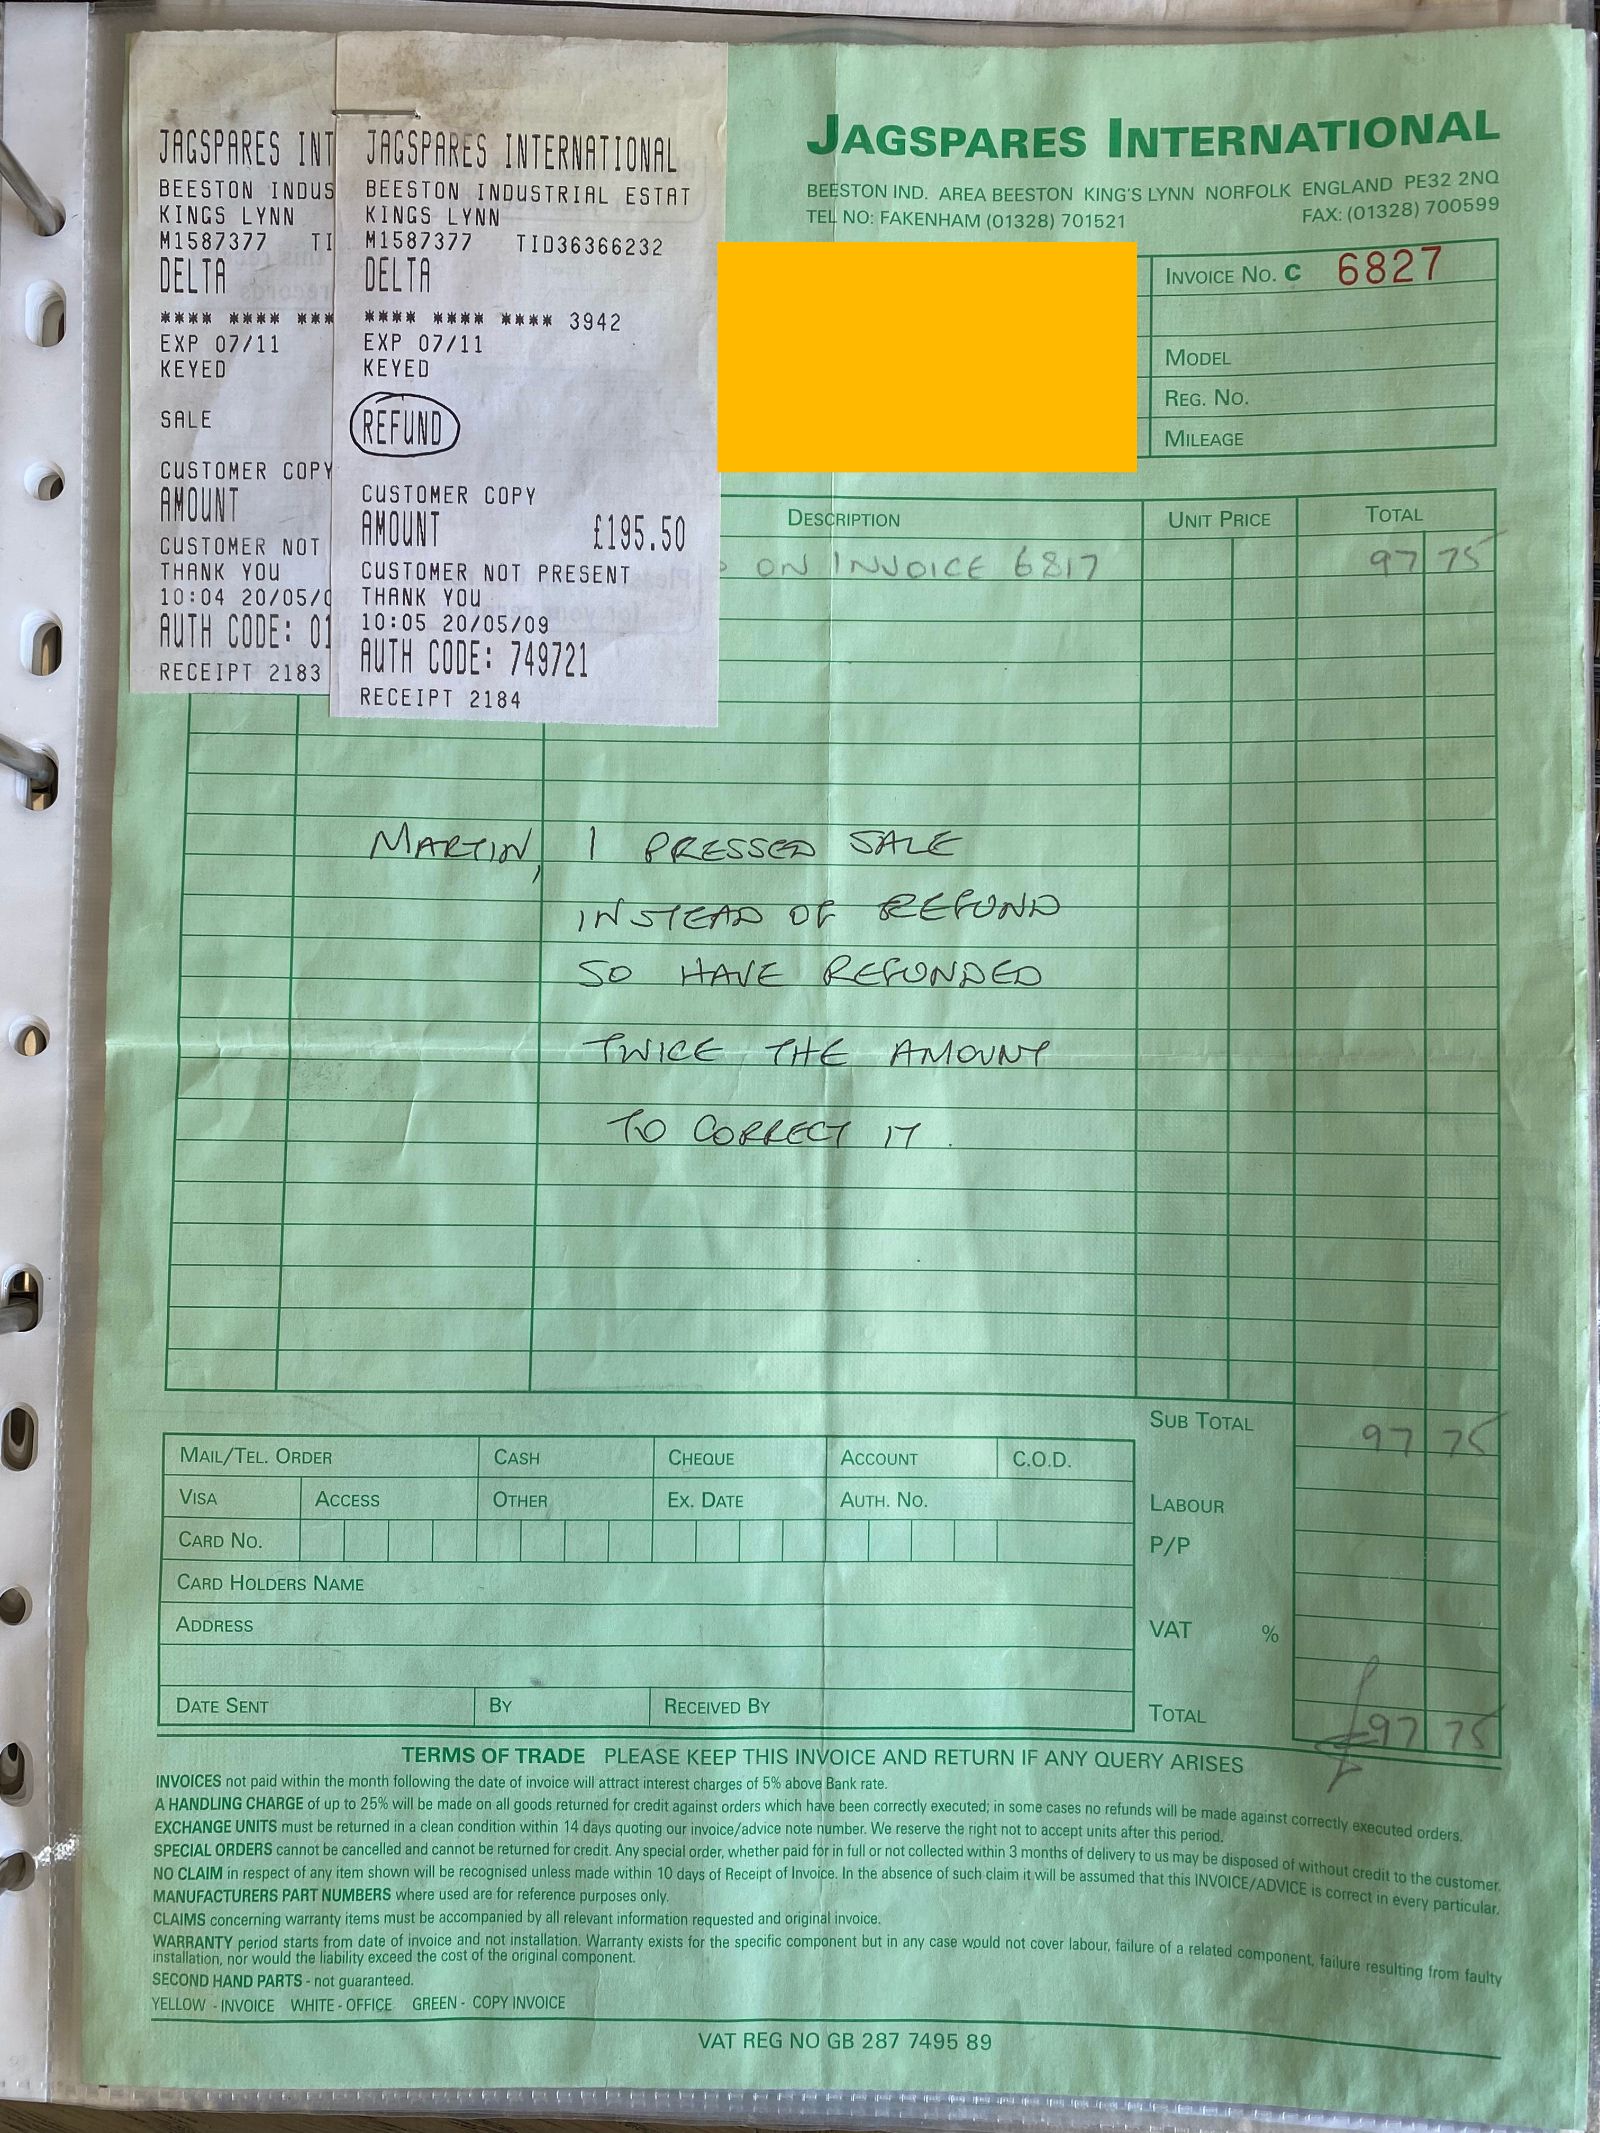 JAGSPARES INT
BEESTON INDUS
KINGS LYNN
M1587377 TI
DELTA
**** **** ***
EXP 07/11
KEYED
SALE
CUSTOMER COPY
AMOUNT
CUSTOMER NOT
THANK YOU
10:04 20/05/0
AUTH CODE: 01
RECEIPT 2183
JAGSPARES INTERNATIONAL
BEESTON INDUSTRIAL ESTAT
KINGS LYNN
M1587377 TID36366232
DELTA
**** **** **** 3942
EXP 07/11
KEYED
REFUND
CUSTOMER COPY
AMOUNT £195.50
CUSTOMER NOT PRESENT
THANK YOU
10:05 20/05/09
AUTH CODE: 749721
RECEIPT 2184
JAGSPARES INTERNATIONAL
BEESTON IND. AREA BEESTON KING'S LYNN NORFOLK ENGLAND PE32 2NQ
TEL NO: FAKENHAM (01328) 701521 FAX: (01328) 700599
INVOICE NO. C 6827
MODEL
REG. NO.
MILEAGE
DESCRIPTION UNIT PRICE TOTAL
ON INVOICE 6817 97 75
MARTIN, I PRESSED SALE
INSTEAD OF REFUND
SO HAVE REFUNDED
TWICE THE AMOUNT
TO CORRECT IT.
SUB TOTAL 97 75
MAIL/TEL. ORDER CASH CHEQUE ACCOUNT C.O.D.
VISA ACCESS OTHER EX. DATE AUTH. NO.
LABOUR
CARD NO.
P/P
CARD HOLDERS NAME
ADDRESS
VAT %
DATE SENT BY RECEIVED BY
TOTAL £97 75
TERMS OF TRADE PLEASE KEEP THIS INVOICE AND RETURN IF ANY QUERY ARISES
INVOICES not paid within the month following the date of invoice will attract interest charges of 5% above Bank rate.
A HANDLING CHARGE of up to 25% will be made on all goods returned for credit against orders which have been correctly executed; in some cases no refunds will be made against correctly executed orders.
EXCHANGE UNITS must be returned in a clean condition within 14 days quoting our invoice/advice note number. We reserve the right not to accept units after this period.
SPECIAL ORDERS cannot be cancelled and cannot be returned for credit. Any special order, whether paid for in full or not collected within 3 months of delivery to us may be disposed of without credit to the customer.
NO CLAIM in respect of any item shown will be recognised unless made within 10 days of Receipt of Invoice. In the absence of such claim it will be assumed that this INVOICE/ADVICE is correct in every particular.
MANUFACTURERS PART NUMBERS where used are for reference purposes only.
CLAIMS concerning warranty items must be accompanied by all relevant information requested and original invoice.
WARRANTY period starts from date of invoice and not installation. Warranty exists for the specific component but in any case would not cover labour, failure of a related component, failure resulting from faulty
installation, nor would the liability exceed the cost of the original component.
SECOND HAND PARTS - not guaranteed.
YELLOW - INVOICE WHITE - OFFICE GREEN - COPY INVOICE
VAT REG NO GB 287 7495 89